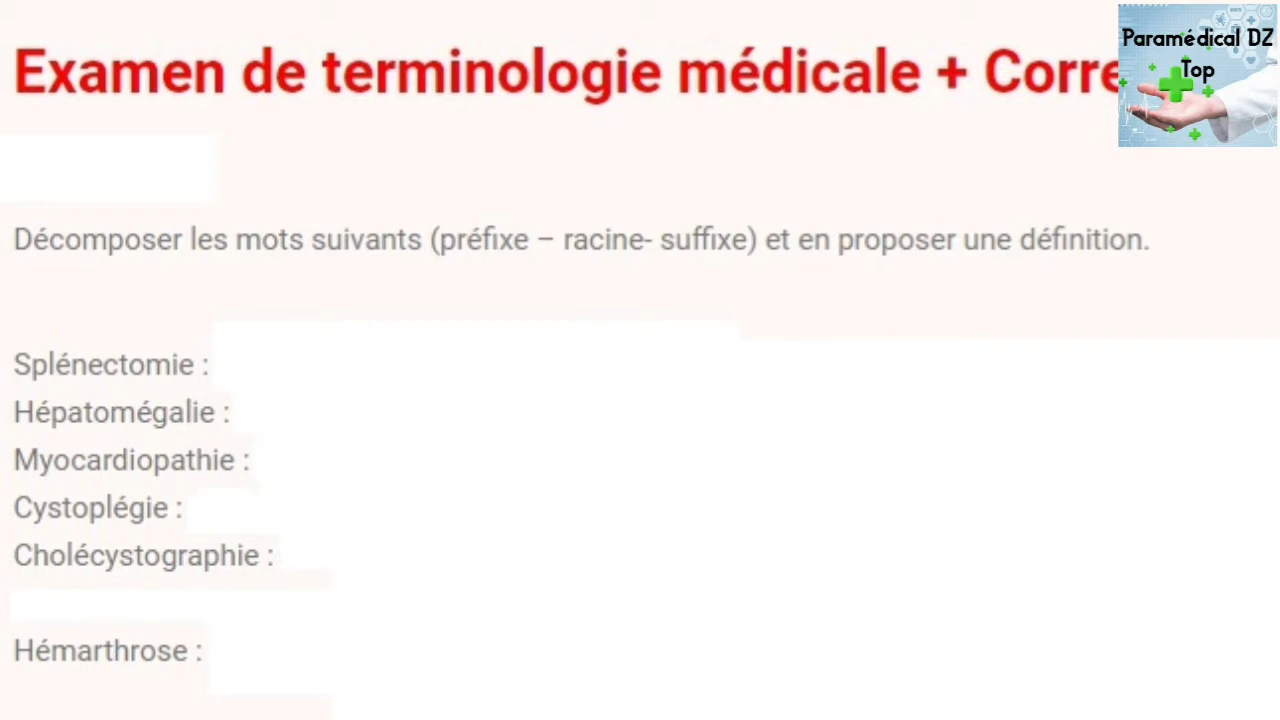 Examen de terminologie médicale + Corre
Paramédical DZ
Top
Décomposer les mots suivants (préfixe – racine- suffixe) et en proposer une définition.
Splénectomie :
Hépatomégalie :
Myocardiopathie :
Cystoplégie :
Cholécystographie :
Hémarthrose :